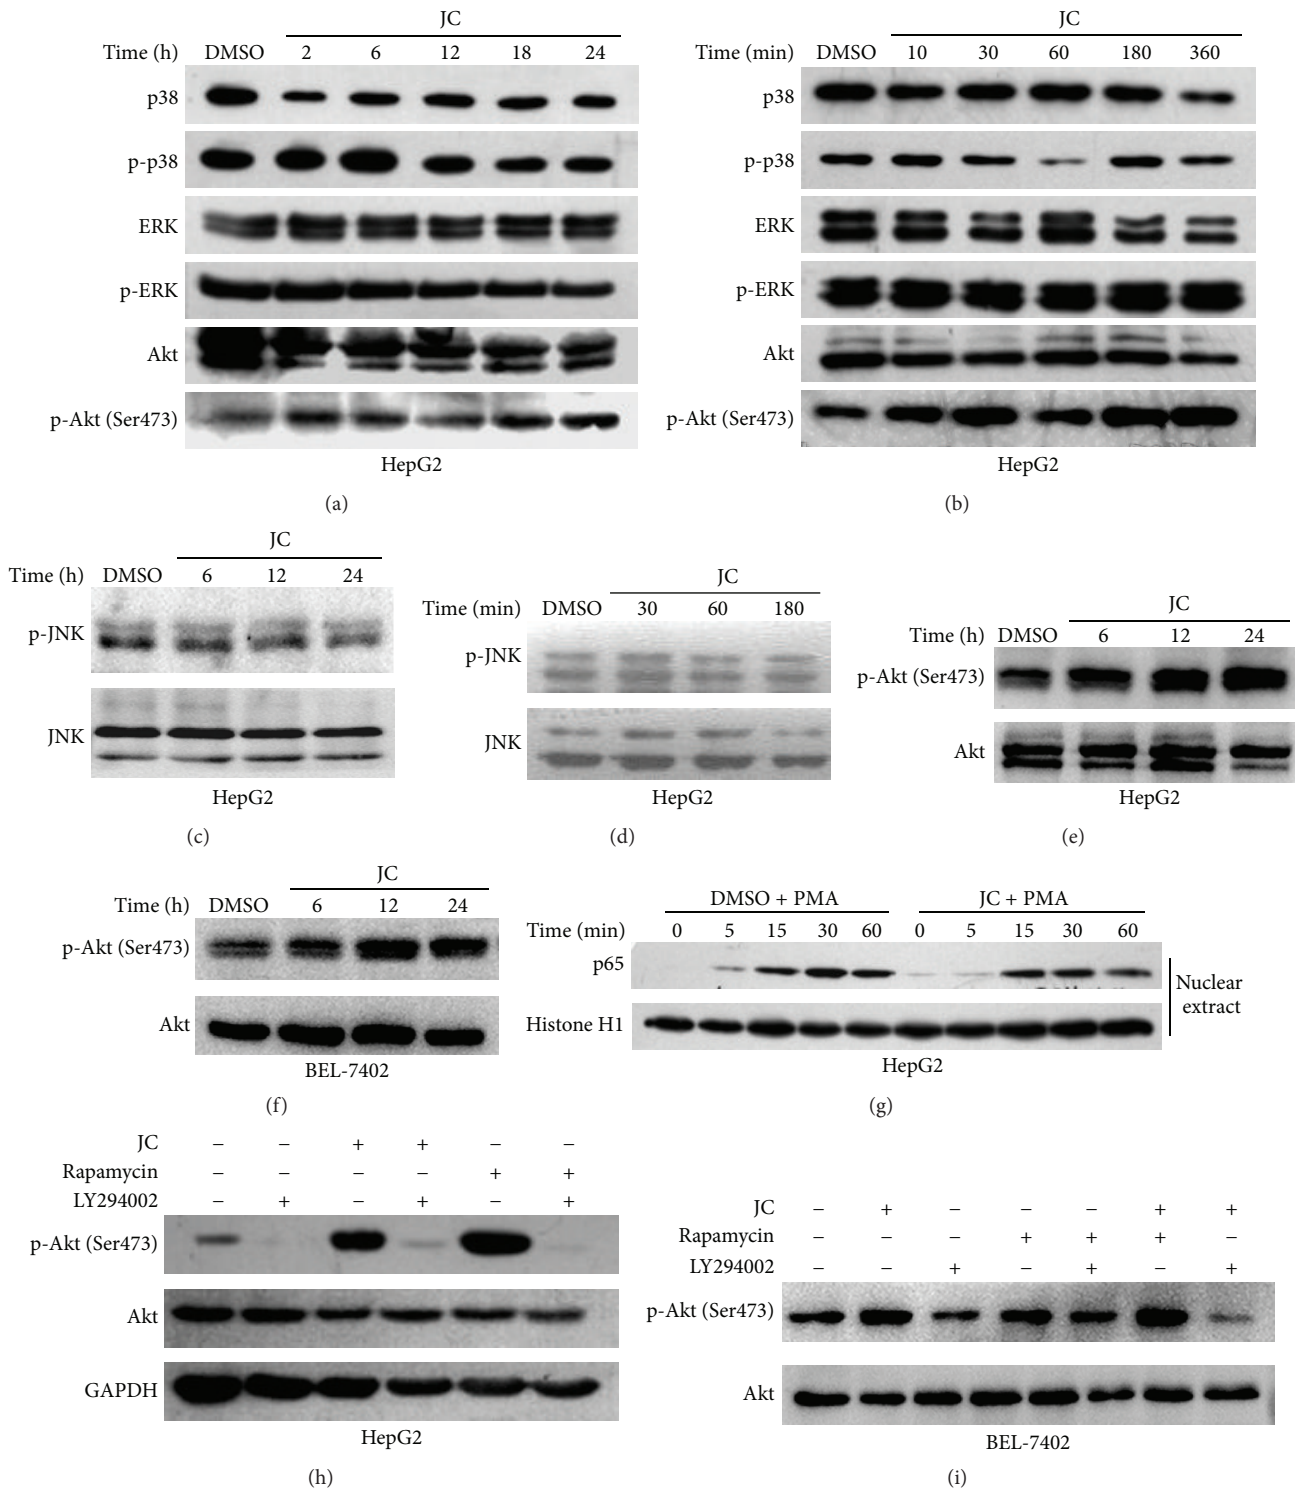 JC
Time (h) DMSO 2 6 12 18 24
p38
p-p38
ERK
p-ERK
Akt
p-Akt (Ser473)
HepG2
(a)
JC
Time (min) DMSO 10 30 60 180 360
p38
p-p38
ERK
p-ERK
Akt
p-Akt (Ser473)
HepG2
(b)
JC
Time (h) DMSO 6 12 24
p-JNK
JNK
HepG2
(c)
JC
Time (min) DMSO 30 60 180
p-JNK
JNK
HepG2
(d)
JC
Time (h) DMSO 6 12 24
p-Akt (Ser473)
Akt
HepG2
(e)
JC
Time (h) DMSO 6 12 24
p-Akt (Ser473)
Akt
BEL-7402
(f)
DMSO + PMA JC + PMA
Time (min) 0 5 15 30 60 0 5 15 30 60
p65
Histone H1
Nuclear
extract
HepG2
(g)
JC − − + + − −
Rapamycin − − − − + +
LY294002 − + − + − +
p-Akt (Ser473)
Akt
GAPDH
HepG2
(h)
JC − + − − − + +
Rapamycin − − − + + + −
LY294002 − − + − + − +
p-Akt (Ser473)
Akt
BEL-7402
(i)